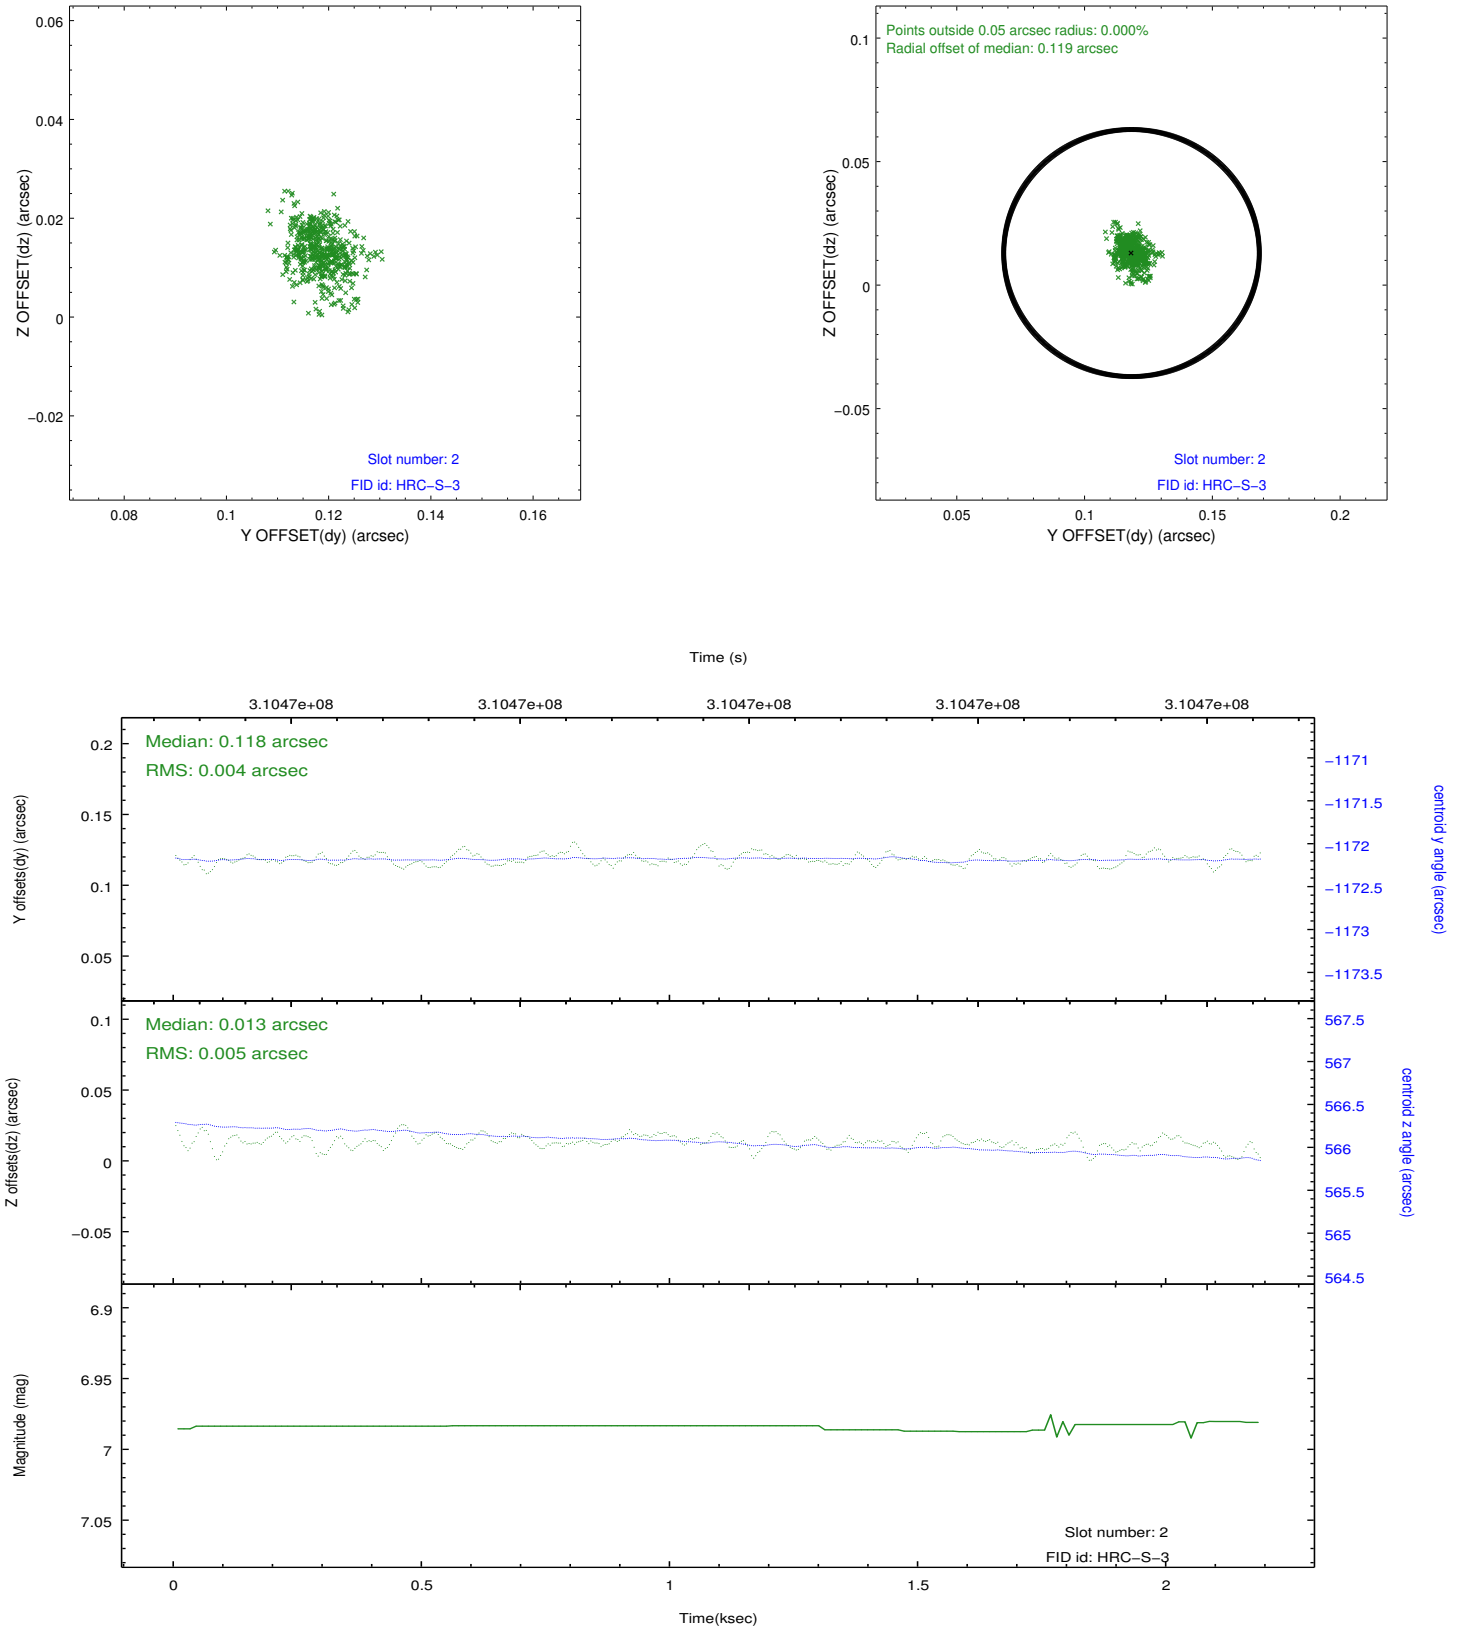 0.06
0.04
0.02
0
−0.02
Z OFFSET(dz) (arcsec)
Slot number: 2
FID id: HRC−S−3
0.08 0.1 0.12 0.14 0.16
Y OFFSET(dy) (arcsec)
Points outside 0.05 arcsec radius: 0.000%
Radial offset of median: 0.119 arcsec
0.1
0.05
0
−0.05
Z OFFSET(dz) (arcsec)
Slot number: 2
FID id: HRC−S−3
0.05 0.1 0.15 0.2
Y OFFSET(dy) (arcsec)
Time (s)
3.1047e+08 3.1047e+08 3.1047e+08 3.1047e+08 3.1047e+08
Median: 0.118 arcsec
RMS: 0.004 arcsec
0.2
0.15
0.1
0.05
Y offsets(dy) (arcsec)
−1171
−1171.5
−1172
−1172.5
−1173
−1173.5
centroid y angle (arcsec)
Median: 0.013 arcsec
RMS: 0.005 arcsec
0.1
0.05
0
−0.05
Z offsets(dz) (arcsec)
567.5
567
566.5
566
565.5
565
564.5
centroid z angle (arcsec)
6.9
6.95
7
7.05
Magnitude (mag)
Slot number: 2
FID id: HRC−S−3
0 0.5 1 1.5 2
Time(ksec)